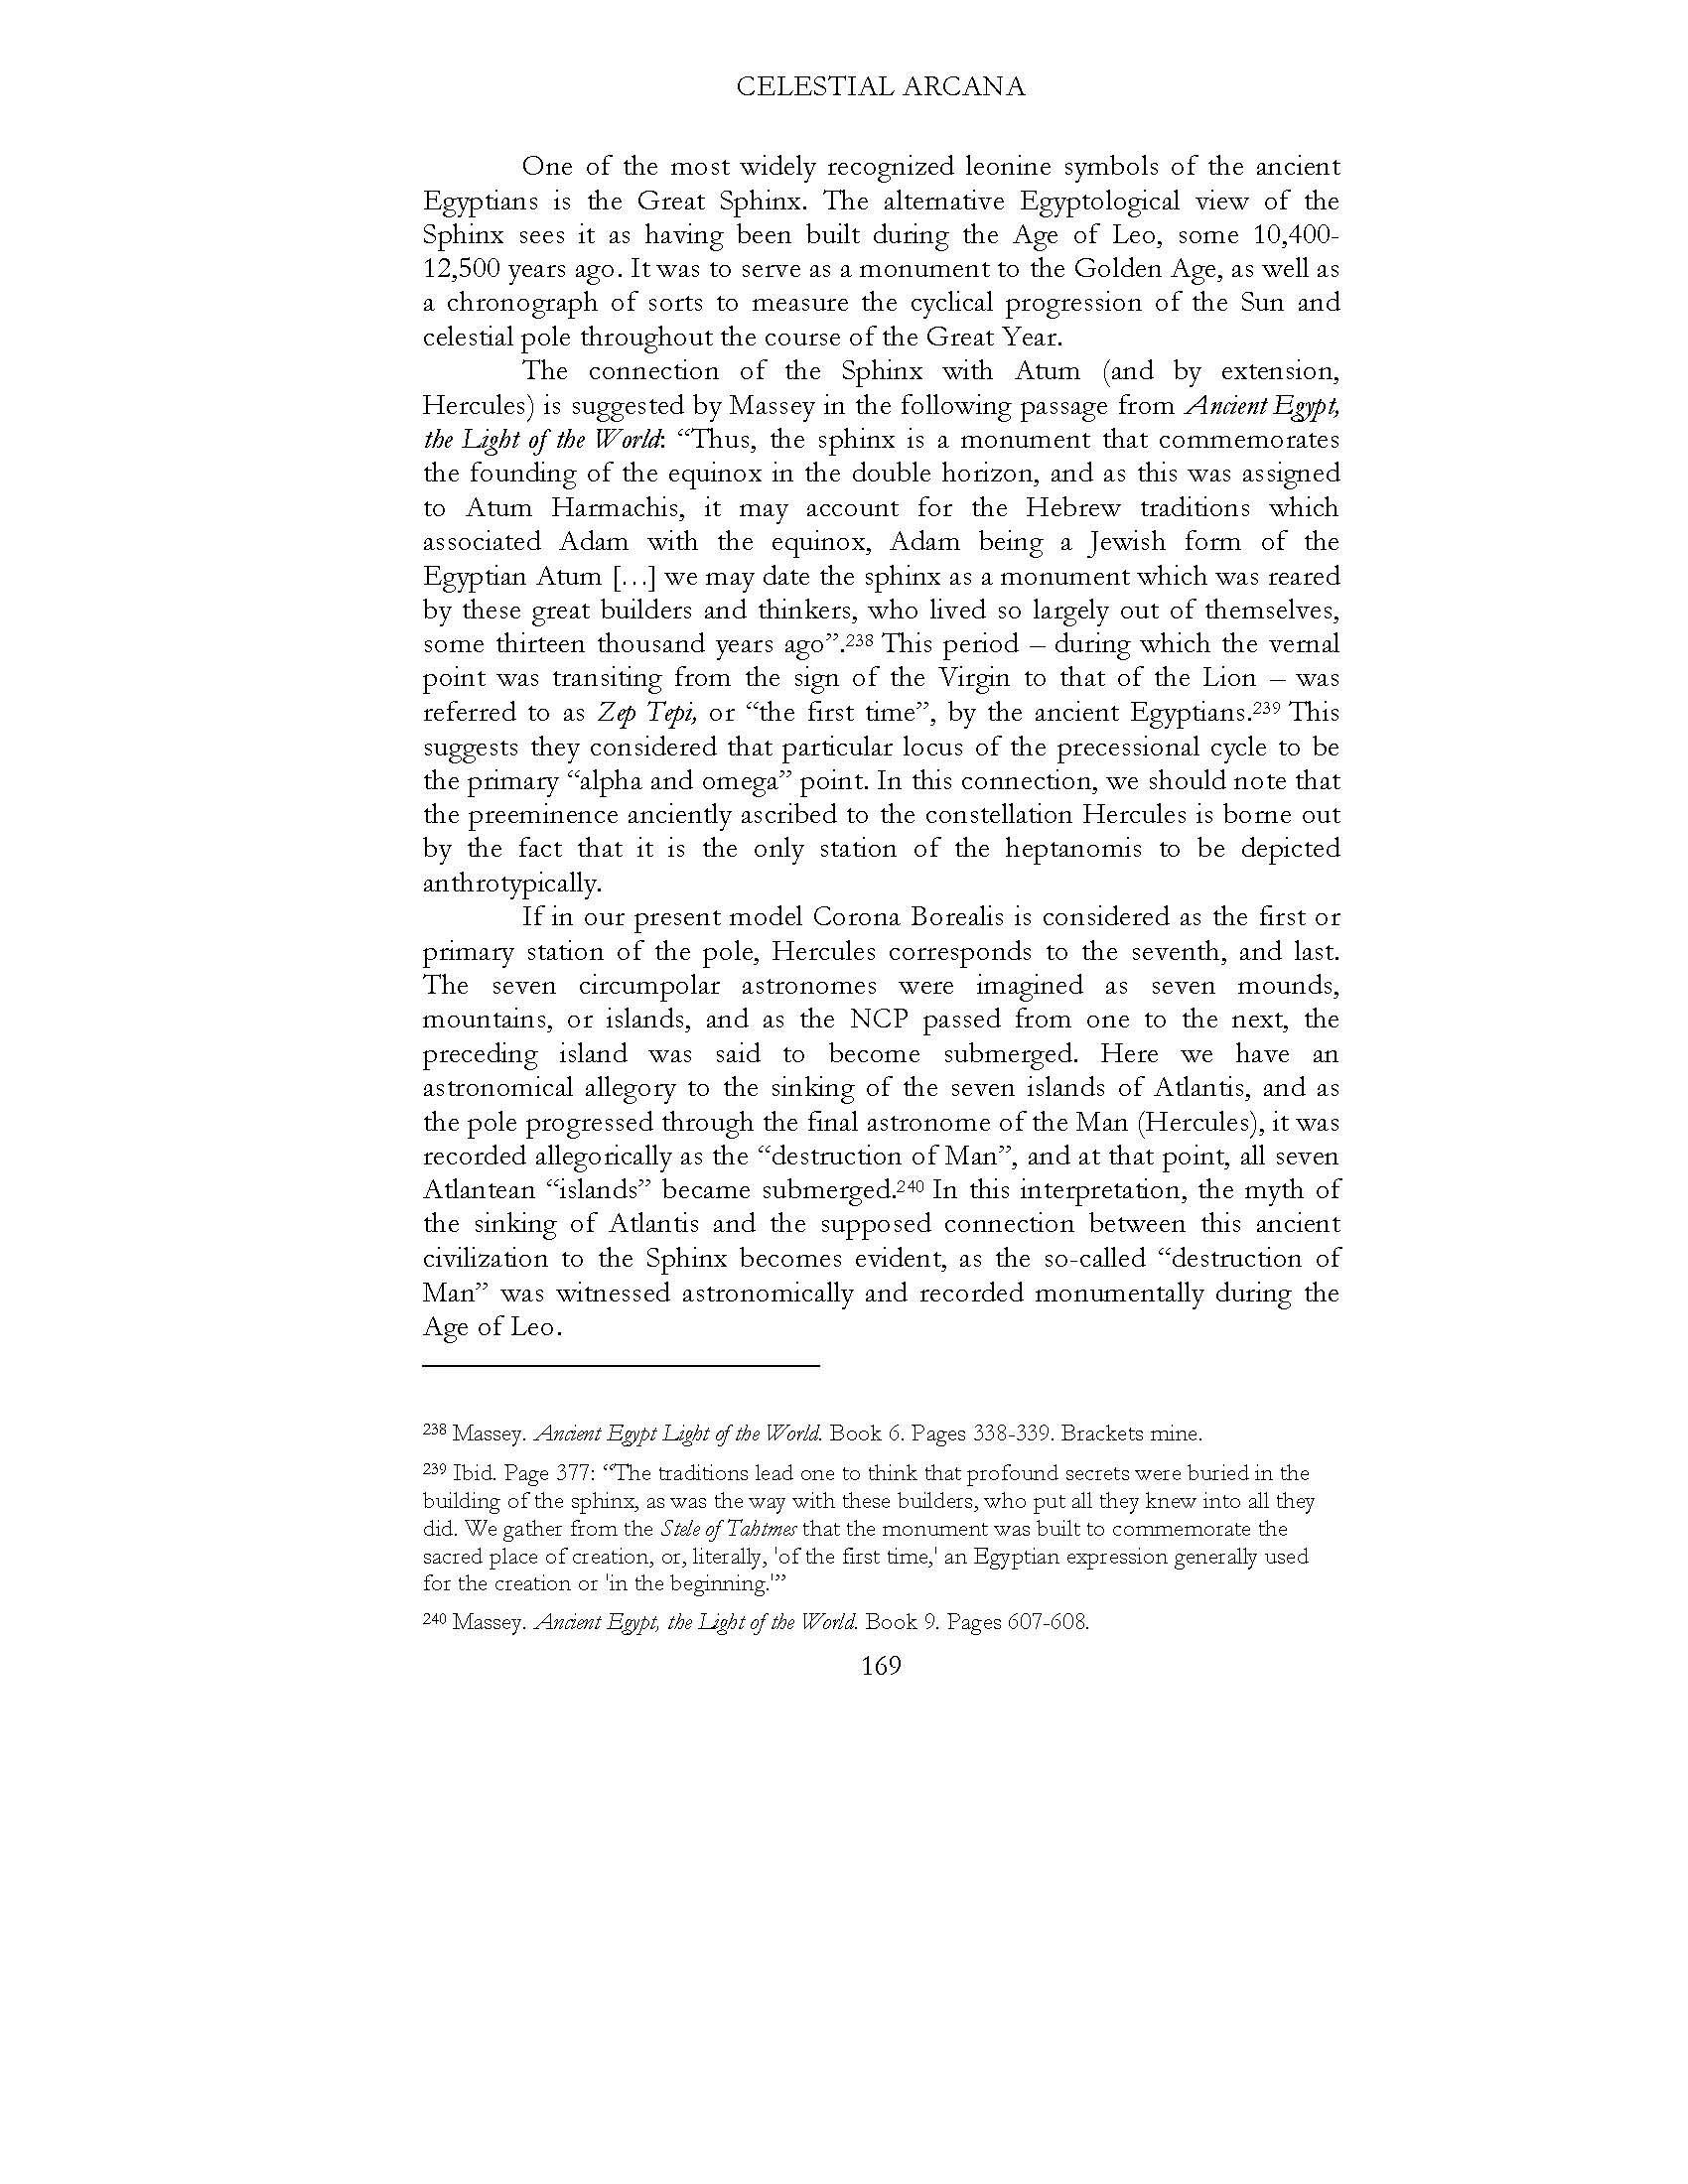 CELESTIAL ARCANA
One of the most widely recognized leonine symbols of the ancient
Egyptians is the Great Sphinx. The alternative Egyptological view of the
Sphinx sees it as having been built during the Age of Leo, some 10,400-
12,500 years ago. It was to serve as a monument to the Golden Age, as well as
a chronograph of sorts to measure the cyclical progression of the Sun and
celestial pole throughout the course of the Great Year.
The connection of the Sphinx with Atum (and by extension,
Hercules) is suggested by Massey in the following passage from Ancient Egypt,
the Light of the World: “Thus, the sphinx is a monument that commemorates
the founding of the equinox in the double horizon, and as this was assigned
to Atum Harmachis, it may account for the Hebrew traditions which
associated Adam with the equinox, Adam being a Jewish form of the
Egyptian Atum […] we may date the sphinx as a monument which was reared
by these great builders and thinkers, who lived so largely out of themselves,
some thirteen thousand years ago”.238 This period – during which the vernal
point was transiting from the sign of the Virgin to that of the Lion – was
referred to as Zep Tepi, or “the first time”, by the ancient Egyptians.239 This
suggests they considered that particular locus of the precessional cycle to be
the primary “alpha and omega” point. In this connection, we should note that
the preeminence anciently ascribed to the constellation Hercules is borne out
by the fact that it is the only station of the heptanomis to be depicted
anthrotypically.
If in our present model Corona Borealis is considered as the first or
primary station of the pole, Hercules corresponds to the seventh, and last.
The seven circumpolar astronomes were imagined as seven mounds,
mountains, or islands, and as the NCP passed from one to the next, the
preceding island was said to become submerged. Here we have an
astronomical allegory to the sinking of the seven islands of Atlantis, and as
the pole progressed through the final astronome of the Man (Hercules), it was
recorded allegorically as the “destruction of Man”, and at that point, all seven
Atlantean “islands” became submerged.240 In this interpretation, the myth of
the sinking of Atlantis and the supposed connection between this ancient
civilization to the Sphinx becomes evident, as the so-called “destruction of
Man” was witnessed astronomically and recorded monumentally during the
Age of Leo.
238 Massey. Ancient Egypt Light of the World. Book 6. Pages 338-339. Brackets mine.
239 Ibid. Page 377: “The traditions lead one to think that profound secrets were buried in the
building of the sphinx, as was the way with these builders, who put all they knew into all they
did. We gather from the Stele of Tahtmes that the monument was built to commemorate the
sacred place of creation, or, literally, 'of the first time,' an Egyptian expression generally used
for the creation or 'in the beginning.'”
240 Massey. Ancient Egypt, the Light of the World. Book 9. Pages 607-608.
169